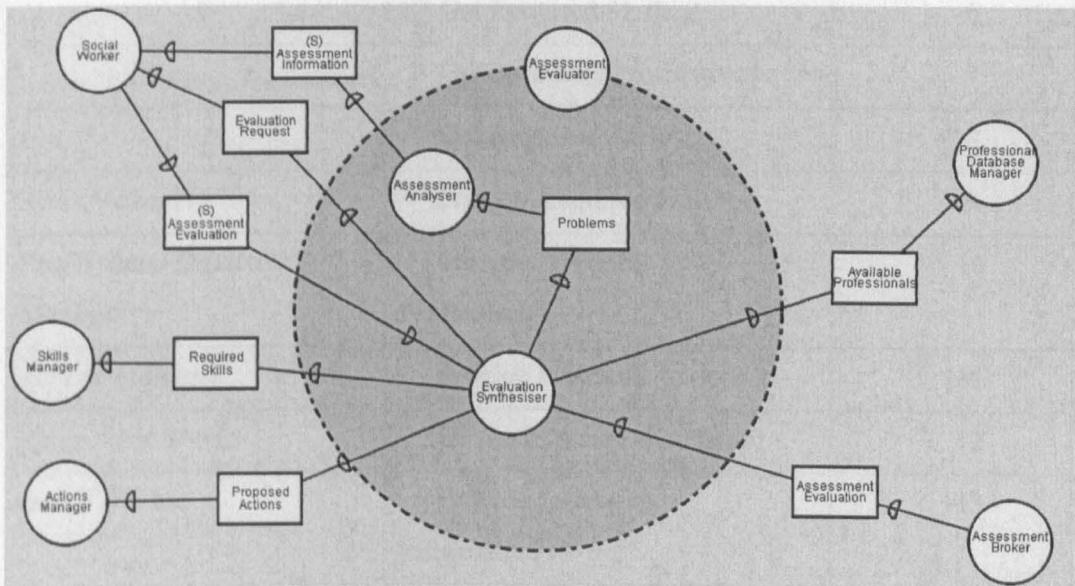 Social
Worker
(S)
Assessment
Information
Assessment
Evaluator
Evaluation
Request
Professional
Database
Manager
Assessment
Analyser
(S)
Assessment
Evaluation
Problems
Available
Professionals
Skills
Manager
Required
Skills
Evaluation
Synthesiser
Actions
Manager
Proposed
Actions
Assessment
Evaluation
Assessment
Broker